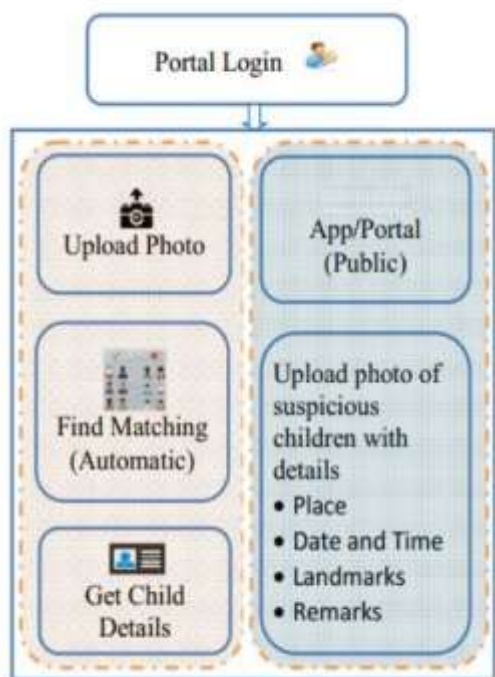 Portal Login
Upload Photo
Find Matching
(Automatic)
Get Child
Details
App/Portal
(Public)
Upload photo of
suspicious
children with
details
• Place
• Date and Time
• Landmarks
• Remarks